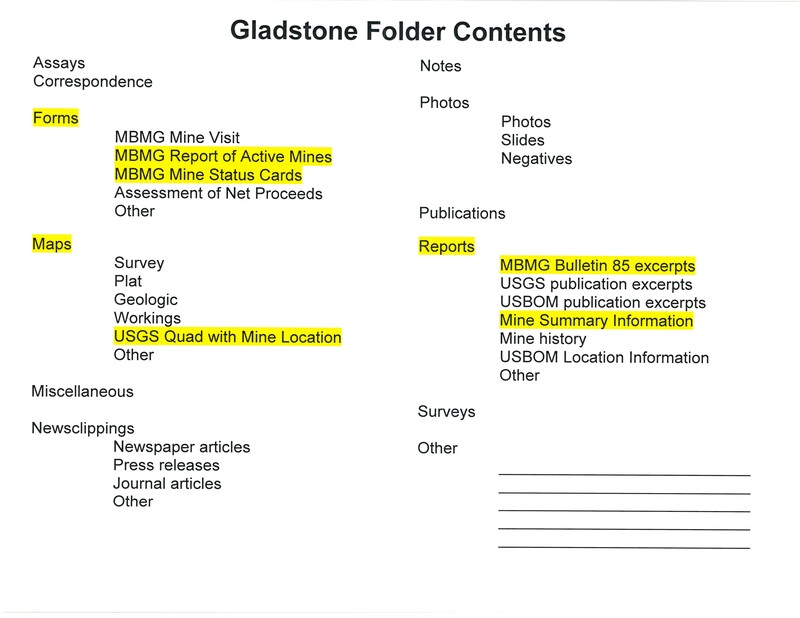 Gladstone Folder Contents
Assays
Correspondence
Forms
MBMG Mine Visit
MBMG Report of Active Mines
MBMG Mine Status Cards
Assessment of Net Proceeds
Other
Maps
Survey
Plat
Geologic
Workings
USGS Quad with Mine Location
Other
Miscellaneous
Newsclippings
Newspaper articles
Press releases
Journal articles
Other
Notes
Photos
Photos
Slides
Negatives
Publications
Reports
MBMG Bulletin 85 excerpts
USGS publication excerpts
USBOM publication excerpts
Mine Summary Information
Mine history
USBOM Location Information
Other
Surveys
Other